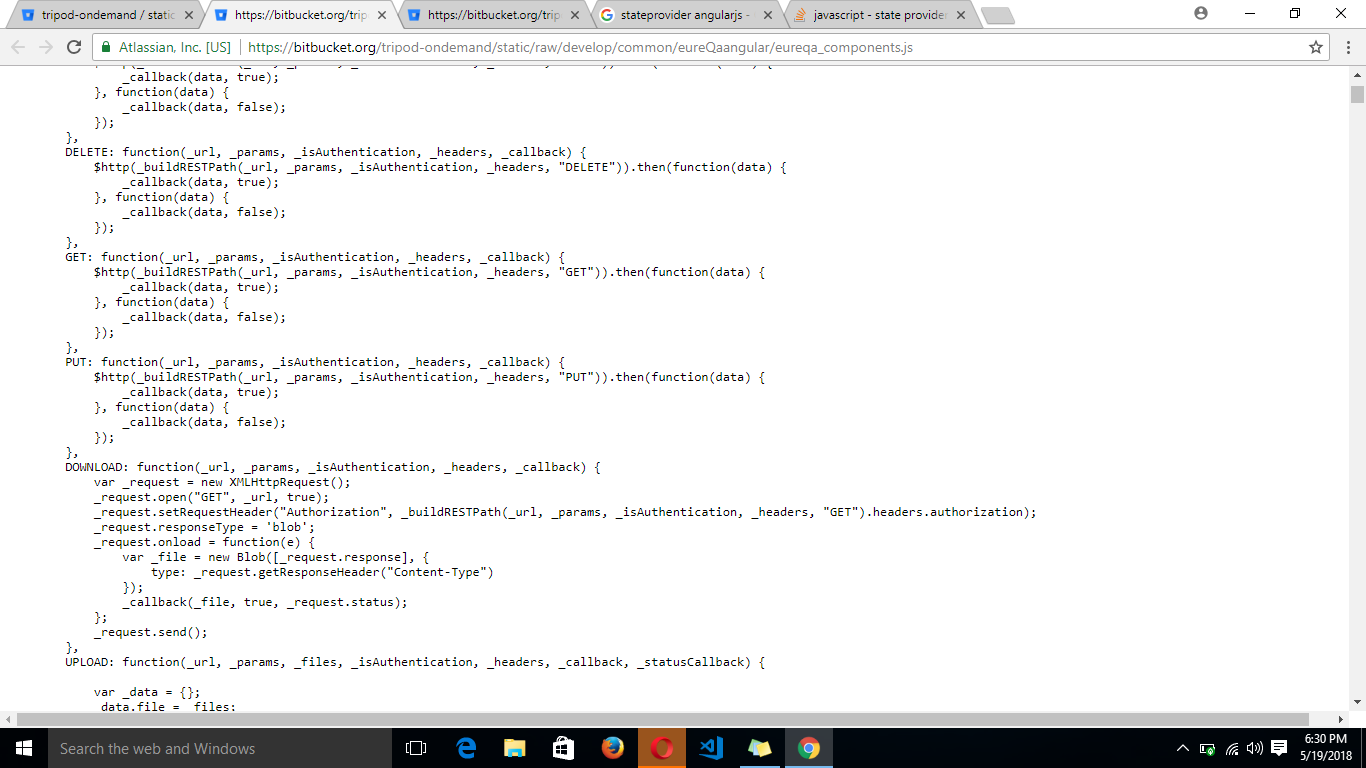 tripod-ondemand / static
https://bitbucket.org/trip
https://bitbucket.org/trip
stateprovider angularjs -
javascript - state provider
Atlassian, Inc. [US]
https://bitbucket.org/tripod-ondemand/static/raw/develop/common/eureQaangular/eureqa_components.js
_callback(data, true);
}, function(data) {
_callback(data, false);
});
},
DELETE: function(_url, _params, _isAuthentication, _headers, _callback) {
$http(_buildRESTPath(_url, _params, _isAuthentication, _headers, "DELETE")).then(function(data) {
_callback(data, true);
}, function(data) {
_callback(data, false);
});
},
GET: function(_url, _params, _isAuthentication, _headers, _callback) {
$http(_buildRESTPath(_url, _params, _isAuthentication, _headers, "GET")).then(function(data) {
_callback(data, true);
}, function(data) {
_callback(data, false);
});
},
PUT: function(_url, _params, _isAuthentication, _headers, _callback) {
$http(_buildRESTPath(_url, _params, _isAuthentication, _headers, "PUT")).then(function(data) {
_callback(data, true);
}, function(data) {
_callback(data, false);
});
},
DOWNLOAD: function(_url, _params, _isAuthentication, _headers, _callback) {
var _request = new XMLHttpRequest();
_request.open("GET", _url, true);
_request.setRequestHeader("Authorization", _buildRESTPath(_url, _params, _isAuthentication, _headers, "GET").headers.authorization);
_request.responseType = 'blob';
_request.onload = function(e) {
var _file = new Blob([_request.response], {
type: _request.getResponseHeader("Content-Type")
});
_callback(_file, true, _request.status);
};
_request.send();
},
UPLOAD: function(_url, _params, _files, _isAuthentication, _headers, _callback, _statusCallback) {
var _data = {};
_data.file = _files;
Search the web and Windows
6:30 PM
5/19/2018